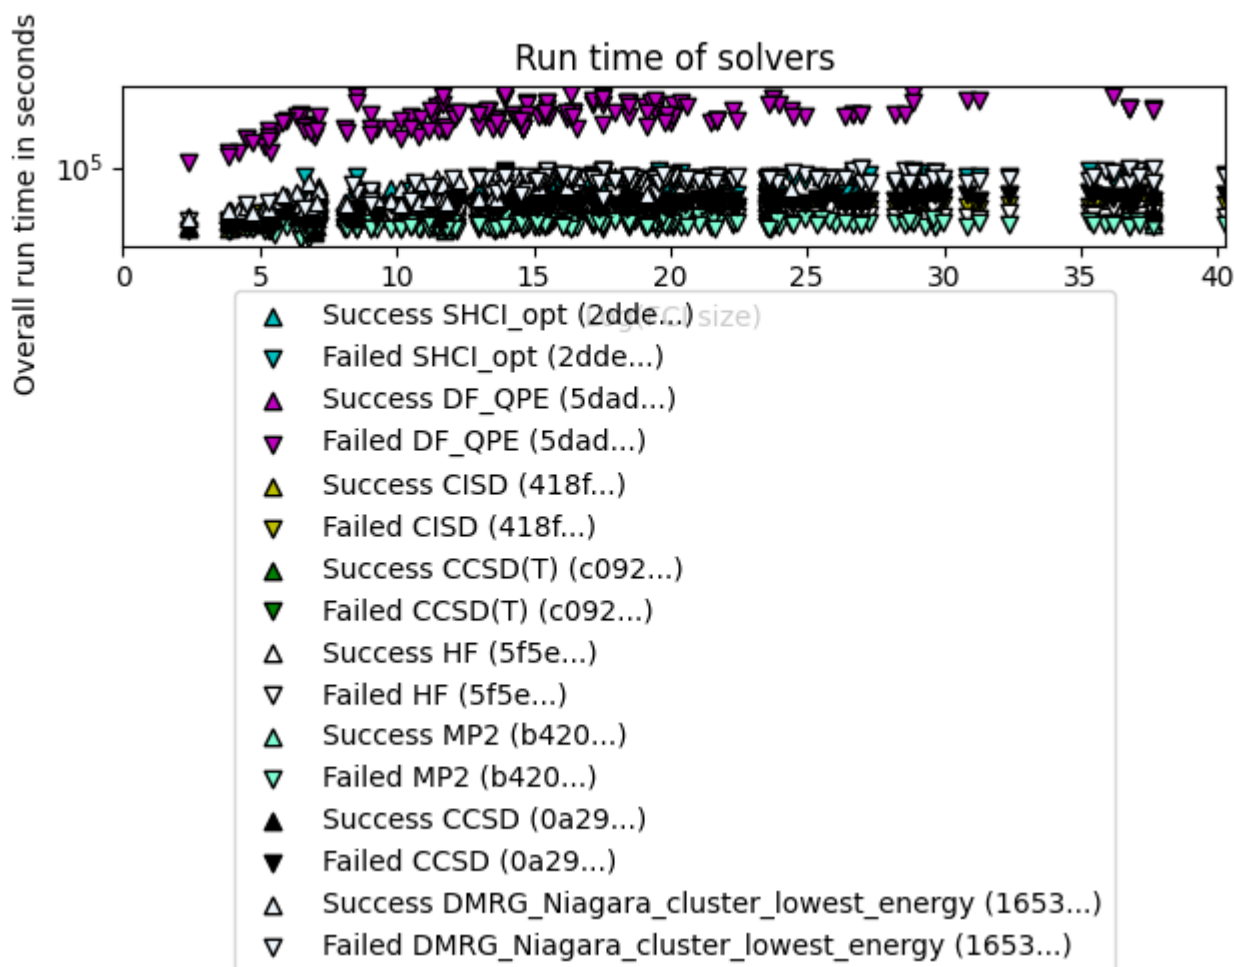 Run time of solvers
Overall run time in seconds
10^5
0 5 10 15 20 25 30 35 40
Log(FCI size)
Success SHCI_opt (2dde...)
Failed SHCI_opt (2dde...)
Success DF_QPE (5dad...)
Failed DF_QPE (5dad...)
Success CISD (418f...)
Failed CISD (418f...)
Success CCSD(T) (c092...)
Failed CCSD(T) (c092...)
Success HF (5f5e...)
Failed HF (5f5e...)
Success MP2 (b420...)
Failed MP2 (b420...)
Success CCSD (0a29...)
Failed CCSD (0a29...)
Success DMRG_Niagara_cluster_lowest_energy (1653...)
Failed DMRG_Niagara_cluster_lowest_energy (1653...)